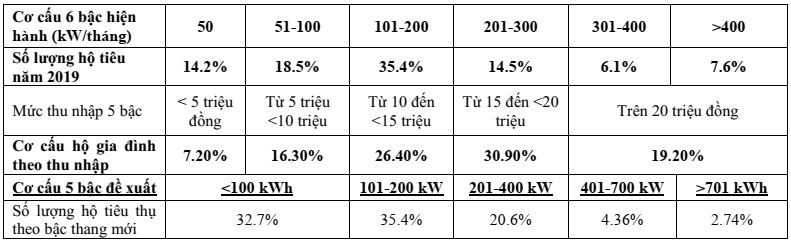 Cơ cấu 6 bậc hiện
hành (kW/tháng)
50
51-100
101-200
201-300
301-400
>400
Số lượng hộ tiêu
năm 2019
14.2%
18.5%
35.4%
14.5%
6.1%
7.6%
Mức thu nhập 5 bậc
< 5 triệu
đồng
Từ 5 triệu
<10 triệu
Từ 10 đến
<15 triệu
Từ 15 đến <20
triệu
Trên 20 triệu đồng
Cơ cấu hộ gia đình
theo thu nhập
7.20%
16.30%
26.40%
30.90%
19.20%
Cơ cấu 5 bậc đề xuất
<100 kWh
101-200 kW
201-400 kW
401-700 kW
>701 kWh
Số lượng hộ tiêu thụ
theo bậc thang mới
32.7%
35.4%
20.6%
4.36%
2.74%